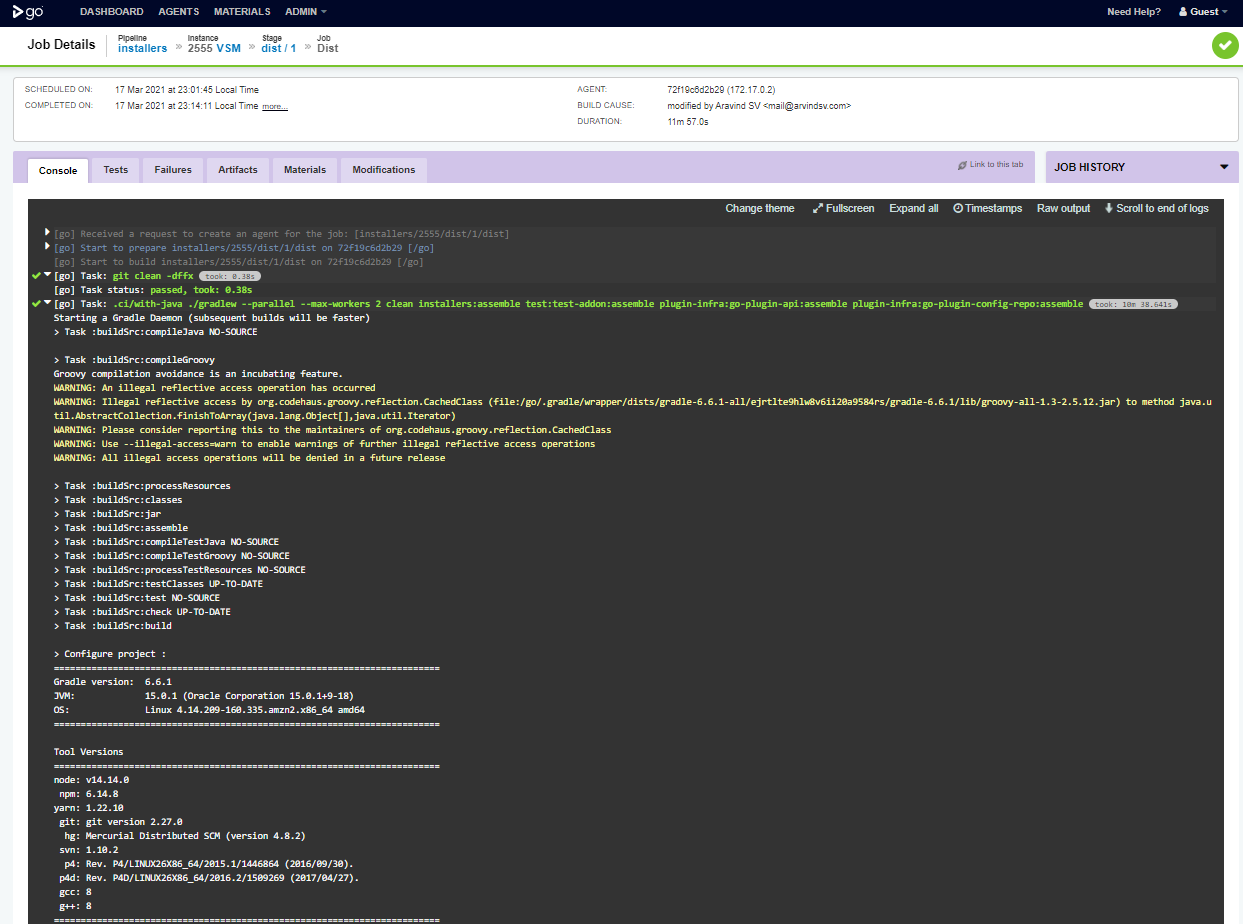 go
DASHBOARD AGENTS MATERIALS ADMIN Need Help? Guest
Job Details
Pipeline Instance Stage Job
installers » 2555 VSM » dist / 1 » Dist
SCHEDULED ON: 17 Mar 2021 at 23:01:45 Local Time
COMPLETED ON: 17 Mar 2021 at 23:14:11 Local Time more...
AGENT: 72f19c6d2b29 (172.17.0.2)
BUILD CAUSE: modified by Aravind SV <mail@arvindsv.com>
DURATION: 11m 57.0s
Console Tests Failures Artifacts Materials Modifications Link to this tab
JOB HISTORY
Change theme Fullscreen Expand all Timestamps Raw output Scroll to end of logs
[go] Received a request to create an agent for the job: [installers/2555/dist/1/dist]
[go] Start to prepare installers/2555/dist/1/dist on 72f19c6d2b29 [/go]
[go] Start to build installers/2555/dist/1/dist on 72f19c6d2b29 [/go]
[go] Task: git clean -dffx took: 0.38s
[go] Task status: passed, took: 0.38s
[go] Task: .ci/with-java ./gradlew --parallel --max-workers 2 clean installers:assemble test:test-addon:assemble plugin-infra:go-plugin-api:assemble plugin-infra:go-plugin-config-repo:assemble took: 10m 38.641s
Starting a Gradle Daemon (subsequent builds will be faster)
> Task :buildSrc:compileJava NO-SOURCE
> Task :buildSrc:compileGroovy
Groovy compilation avoidance is an incubating feature.
WARNING: An illegal reflective access operation has occurred
WARNING: Illegal reflective access by org.codehaus.groovy.reflection.CachedClass (file:/go/.gradle/wrapper/dists/gradle-6.6.1-all/ejrtlte9hlw8v6ii20a9584rs/gradle-6.6.1/lib/groovy-all-1.3-2.5.12.jar) to method java.u
til.AbstractCollection.finishToArray(java.lang.Object[],java.util.Iterator)
WARNING: Please consider reporting this to the maintainers of org.codehaus.groovy.reflection.CachedClass
WARNING: Use --illegal-access=warn to enable warnings of further illegal reflective access operations
WARNING: All illegal access operations will be denied in a future release
> Task :buildSrc:processResources
> Task :buildSrc:classes
> Task :buildSrc:jar
> Task :buildSrc:assemble
> Task :buildSrc:compileTestJava NO-SOURCE
> Task :buildSrc:compileTestGroovy NO-SOURCE
> Task :buildSrc:processTestResources NO-SOURCE
> Task :buildSrc:testClasses UP-TO-DATE
> Task :buildSrc:test NO-SOURCE
> Task :buildSrc:check UP-TO-DATE
> Task :buildSrc:build
> Configure project :
========================================================================
Gradle version: 6.6.1
JVM: 15.0.1 (Oracle Corporation 15.0.1+9-18)
OS: Linux 4.14.209-160.335.amzn2.x86_64 amd64
========================================================================
Tool Versions
========================================================================
node: v14.14.0
npm: 6.14.8
yarn: 1.22.10
git: git version 2.27.0
hg: Mercurial Distributed SCM (version 4.8.2)
svn: 1.10.2
p4: Rev. P4/LINUX26X86_64/2015.1/1446864 (2016/09/30).
p4d: Rev. P4D/LINUX26X86_64/2016.2/1509269 (2017/04/27).
gcc: 8
g++: 8
========================================================================